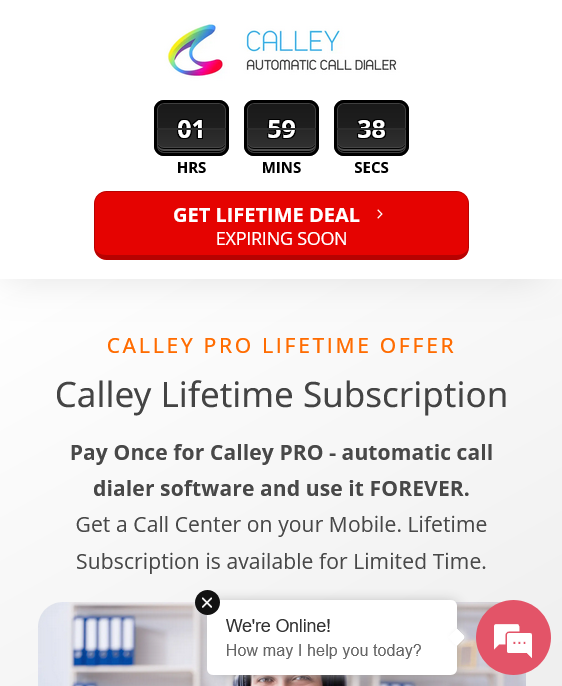 CALLEY
AUTOMATIC CALL DIALER
01 59 38
HRS MINS SECS
GET LIFETIME DEAL
EXPIRING SOON
CALLEY PRO LIFETIME OFFER
Calley Lifetime Subscription
Pay Once for Calley PRO - automatic call
dialer software and use it FOREVER.
Get a Call Center on your Mobile. Lifetime
Subscription is available for Limited Time.
We're Online!
How may I help you today?